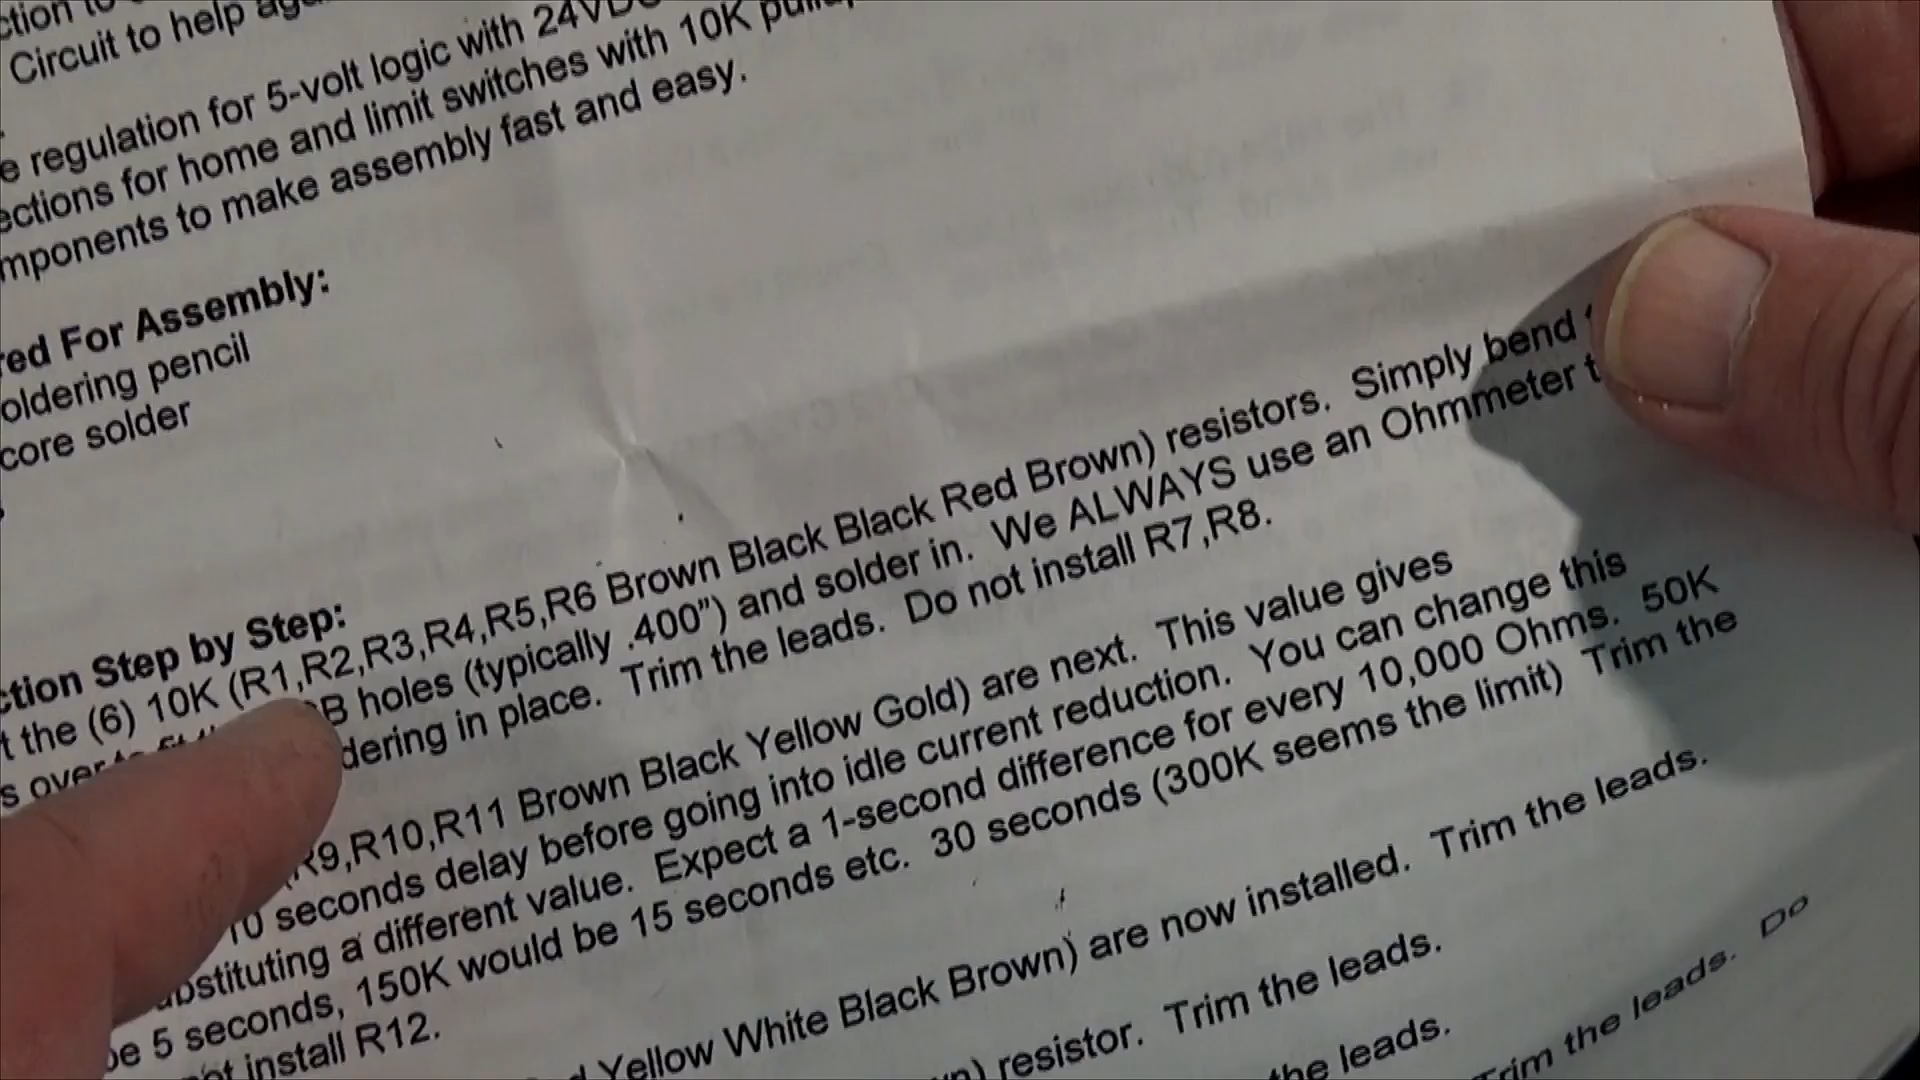 Circuit to help
e regulation for 5-volt logic with 24VDC
ections for home and limit switches with 10K
mponents to make assembly fast and easy.
red For Assembly:
oldering pencil
core solder
ction Step by Step:
t the (6) 10K (R1,R2,R3,R4,R5,R6 Brown Black Black Red Brown) resistors. Simply bend
s over holes (typically .400") and solder in. We ALWAYS use an Ohmmeter t
dering in place. Trim the leads. Do not install R7,R8.
R9,R10,R11 Brown Black Yellow Gold) are next. This value gives
10 seconds delay before going into idle current reduction. You can change this
bstituting a different value. Expect a 1-second difference for every 10,000 Ohms. 50K
be 5 seconds, 150K would be 15 seconds etc. 30 seconds (300K seems the limit) Trim the
ot install R12.
d Yellow White Black Brown) are now installed. Trim the leads.
n) resistor. Trim the leads.
the leads.
Trim the leads. Do